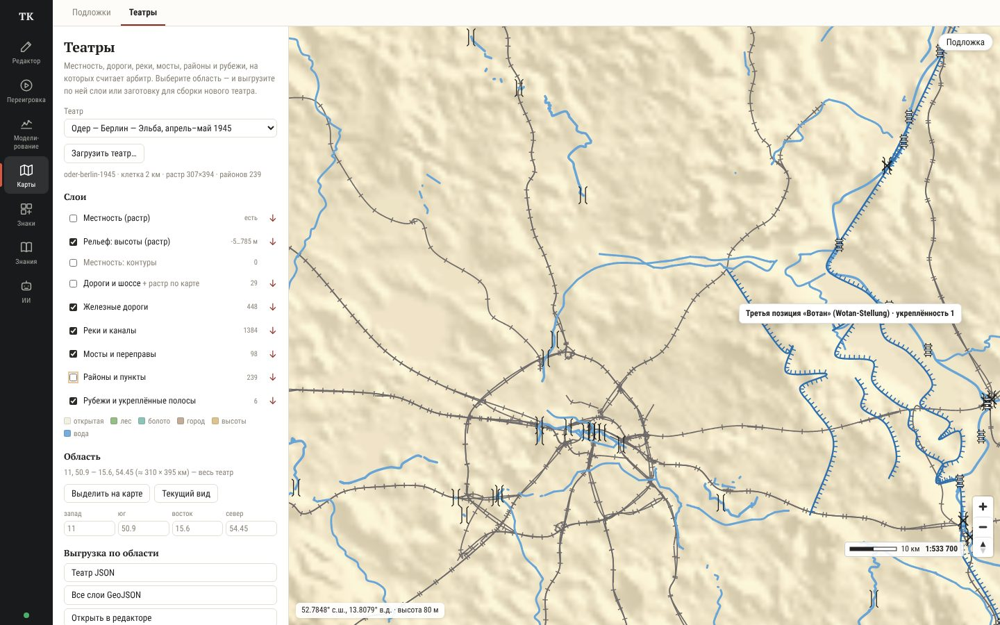 ТК
Подложки
Театры
Редактор
Переигровка
Модели-
рование
Карты
Знаки
Знания
ИИ
Театры
Местность, дороги, реки, мосты, районы и рубежи, на
которых считает арбитр. Выберите область — и выгрузите
по ней слои или заготовку для сборки нового театра.
Театр
Одер — Берлин — Эльба, апрель–май 1945
Загрузить театр…
oder-berlin-1945 · клетка 2 км · растр 307×394 · районов 239
Слои
Местность (растр) есть ↓
Рельеф: высоты (растр) -5…785 м ↓
Местность: контуры 0
Дороги и шоссе + растр по карте 29 ↓
Железные дороги 448 ↓
Реки и каналы 1384 ↓
Мосты и переправы 98 ↓
Районы и пункты 239 ↓
Рубежи и укреплённые полосы 6 ↓
открытая лес болото город высоты
вода
Область
11, 50.9 — 15.6, 54.45 (≈ 310 × 395 км) — весь театр
Выделить на карте
Текущий вид
запад юг восток север
11 50.9 15.6 54.45
Выгрузка по области
Театр JSON
Все слои GeoJSON
Открыть в редакторе
Подложка
Третья позиция «Вотан» (Wotan-Stellung) · укреплённость 1
10 км 1:533 700
52.7848° с.ш., 13.8079° в.д. · высота 80 м